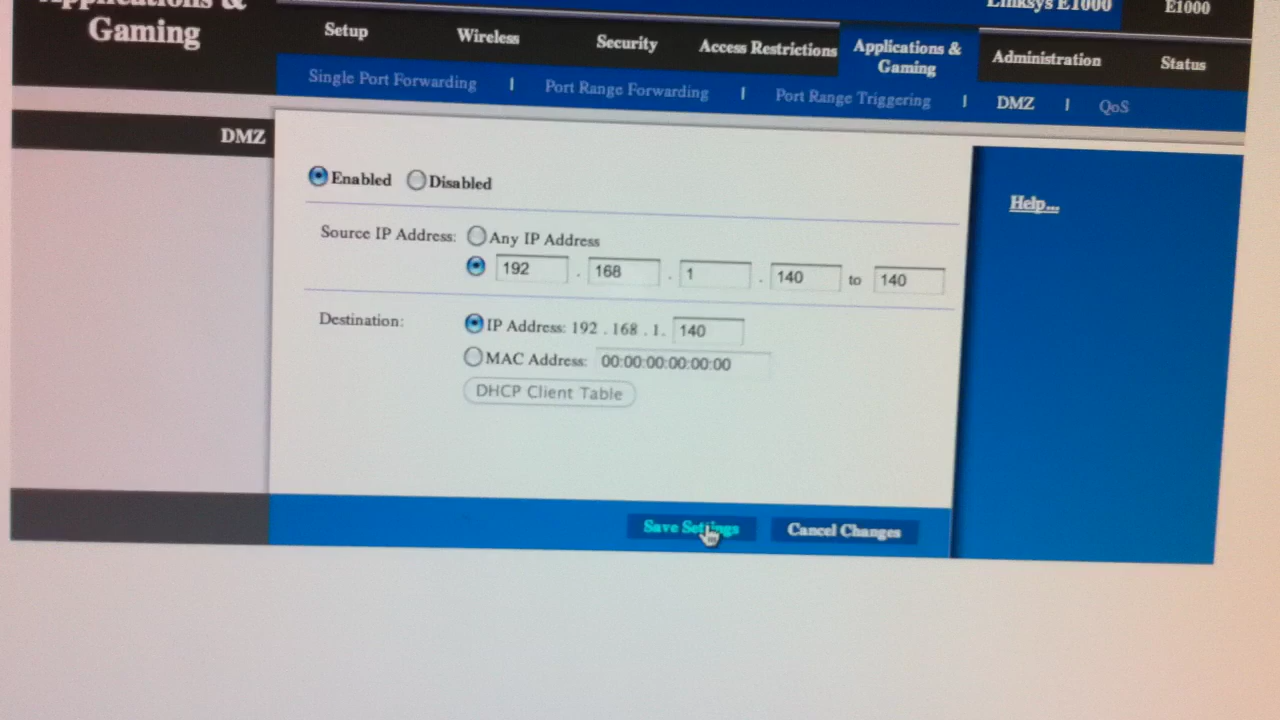 Applications &
Gaming
Linksys E1000
E1000
Setup
Wireless
Security
Access Restrictions
Applications &
Gaming
Administration
Status
Single Port Forwarding | Port Range Forwarding | Port Range Triggering | DMZ | QoS
DMZ
Enabled Disabled
Help...
Source IP Address: Any IP Address
192 . 168 . 1 . 140 to 140
Destination: IP Address: 192 . 168 . 1. 140
MAC Address: 00:00:00:00:00:00
DHCP Client Table
Save Settings Cancel Changes